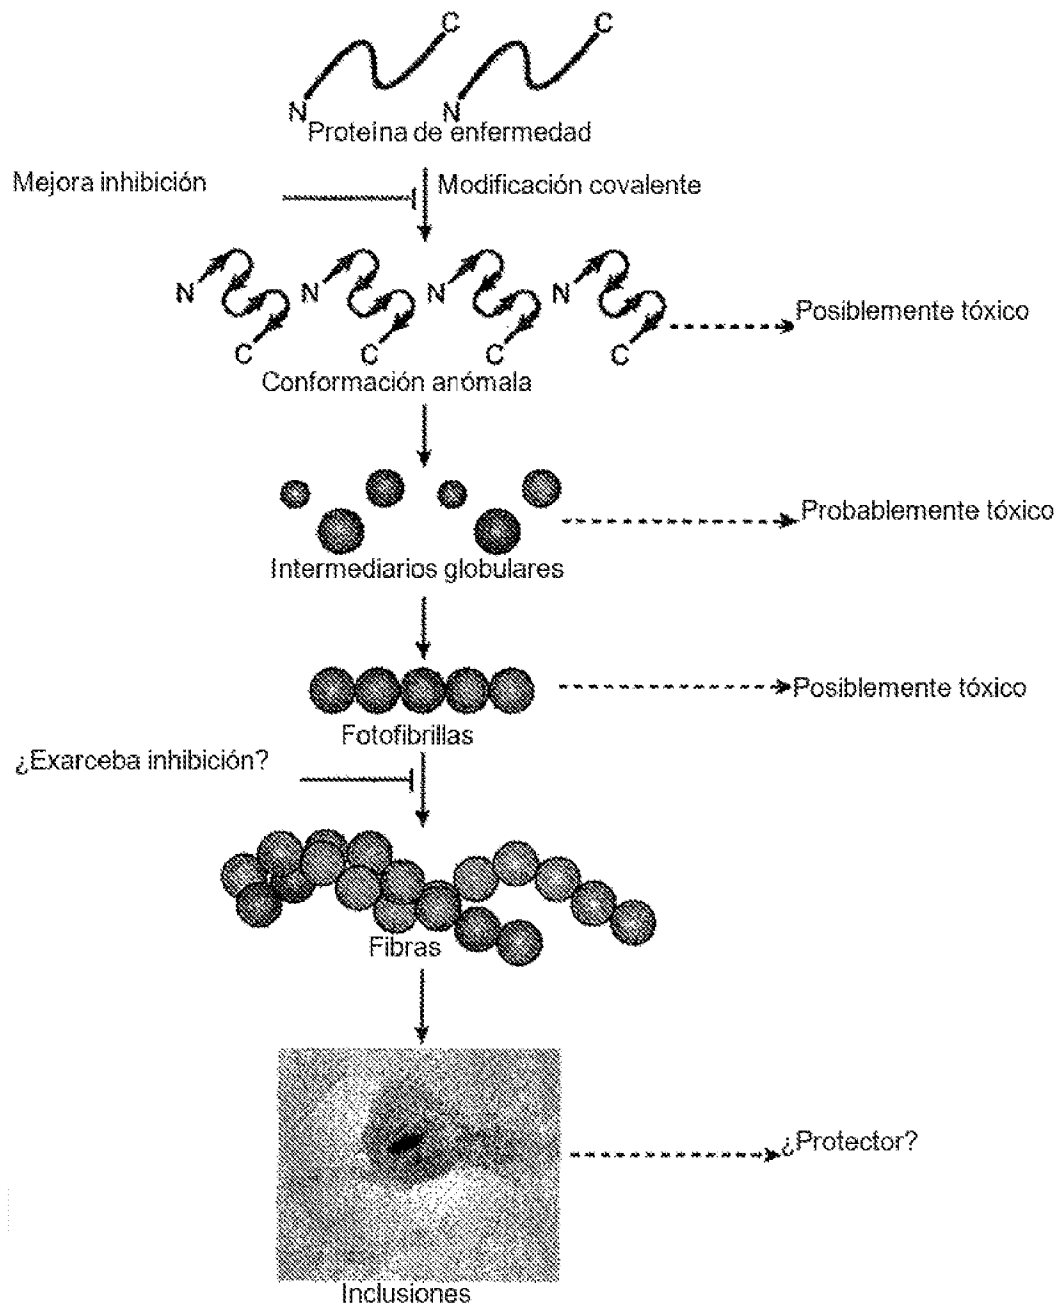 C C
N N
Proteína de enfermedad
Mejora inhibición
Modificación covalente
N N N N
C C C C
Posiblemente tóxico
Conformación anómala
Probablemente tóxico
Intermediarios globulares
Posiblemente tóxico
Fotofibrillas
¿Exarceba inhibición?
Fibras
¿Protector?
Inclusiones